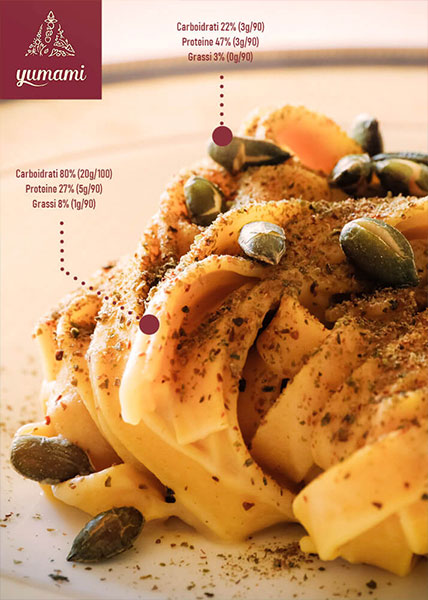 yumami
Carboidrati 22% (3g/90)
Proteine 47% (3g/90)
Grassi 3% (0g/90)
Carboidrati 80% (20g/100)
Proteine 27% (5g/90)
Grassi 8% (1g/90)